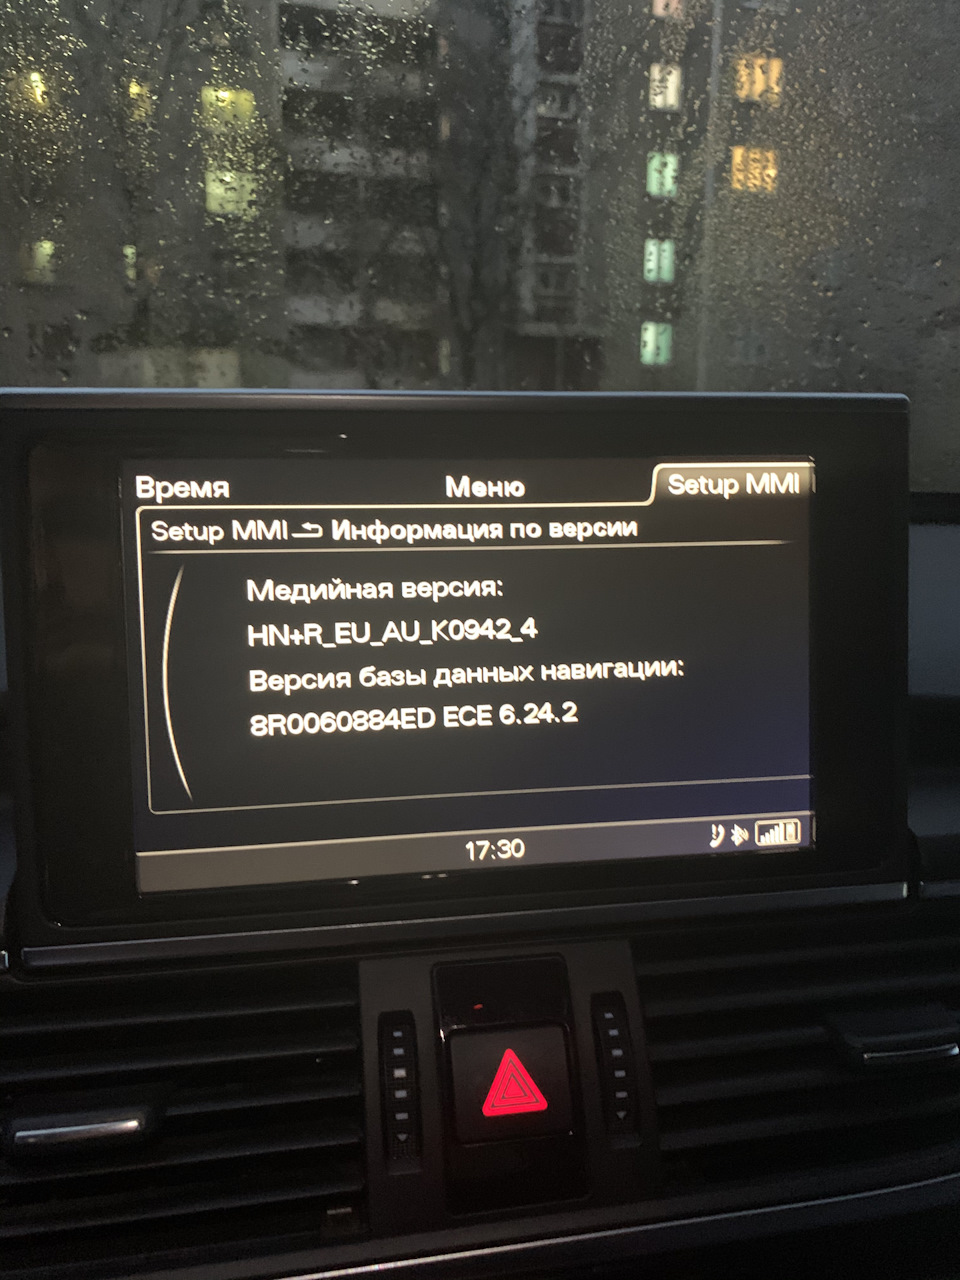 Время Меню Setup MMI
Setup MMI Информация по версии
Медийная версия:
HN+R_EU_AU_K0942_4
Версия базы данных навигации:
8R0060884ED ECE 6.24.2
17:30